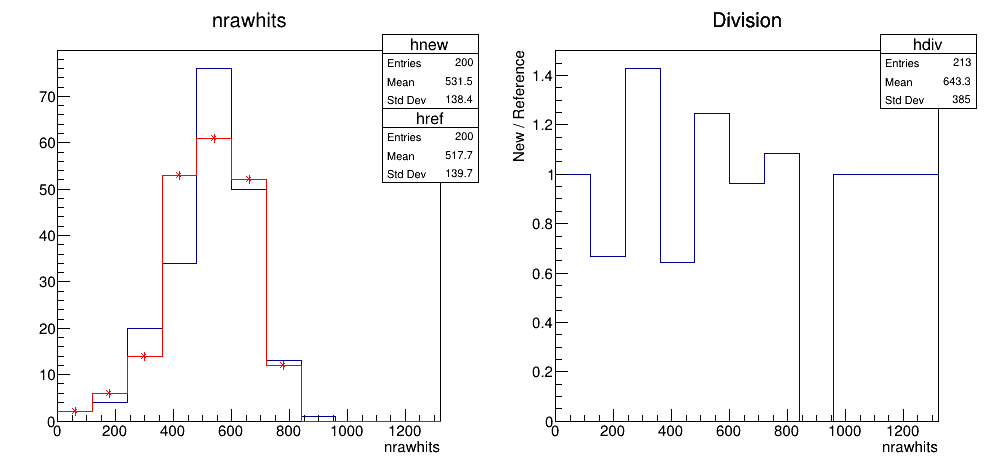 nrawhits
hnew
Entries 200
Mean 531.5
Std Dev 138.4
href
Entries 200
Mean 517.7
Std Dev 139.7
70
60
50
40
30
20
10
0
0 200 400 600 800 1000 1200
nrawhits
Division
hdiv
Entries 213
Mean 643.3
Std Dev 385
New / Reference
1.4
1.2
1
0.8
0.6
0.4
0.2
0
0 200 400 600 800 1000 1200
nrawhits